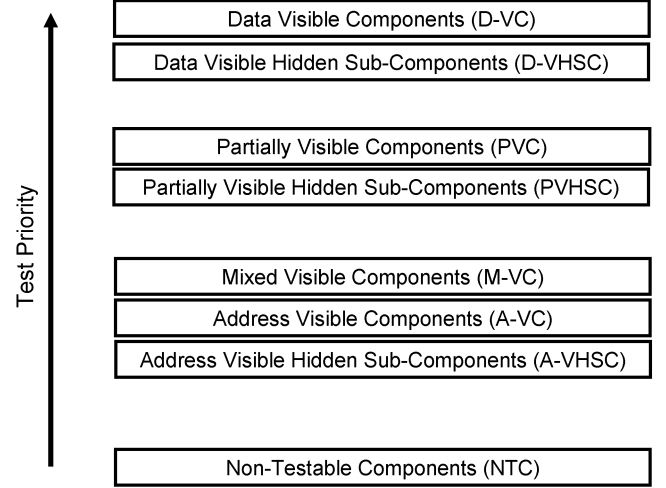 Data Visible Components (D-VC)
Data Visible Hidden Sub-Components (D-VHSC)
Partially Visible Components (PVC)
Partially Visible Hidden Sub-Components (PVHSC)
Test Priority
Mixed Visible Components (M-VC)
Address Visible Components (A-VC)
Address Visible Hidden Sub-Components (A-VHSC)
Non-Testable Components (NTC)